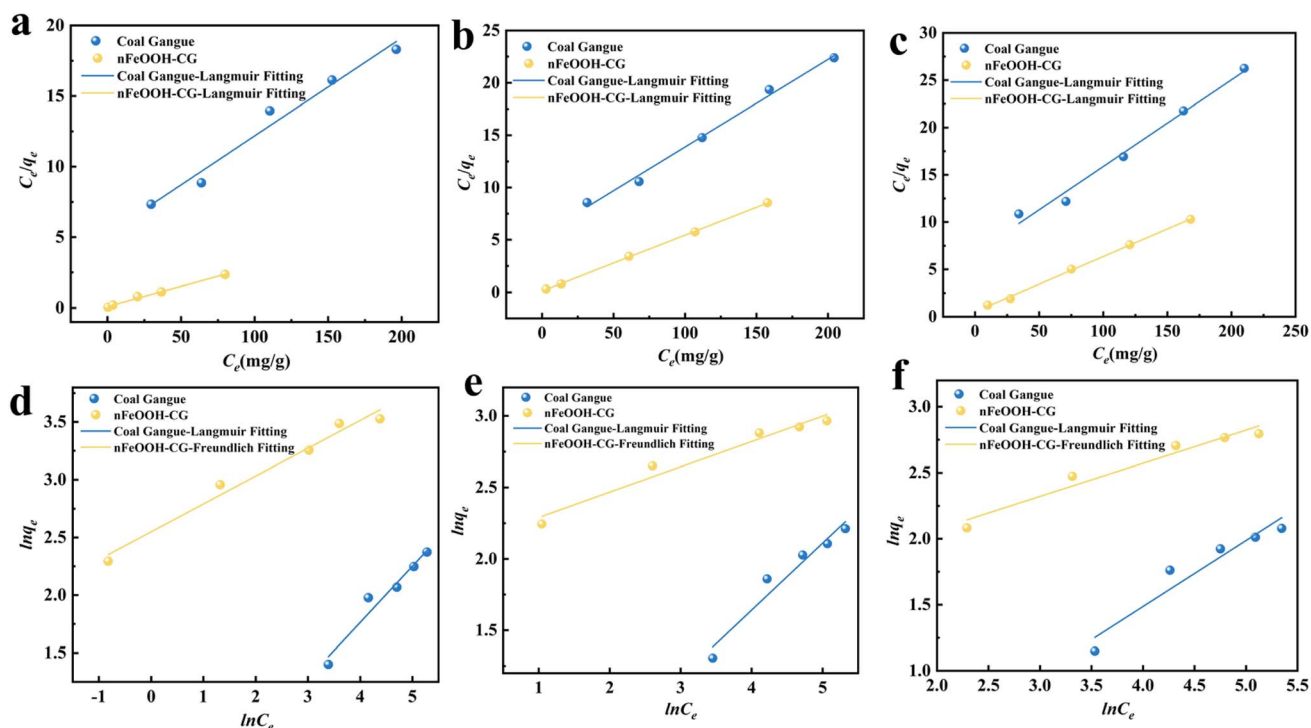 a
20
15
10
5
0
Ce/qe
0 50 100 150 200
Ce(mg/g)
Coal Gangue
nFeOOH-CG
Coal Gangue-Langmuir Fitting
nFeOOH-CG-Langmuir Fitting
b
25
20
15
10
5
0
Ce/qe
0 50 100 150 200
Ce(mg/g)
Coal Gangue
nFeOOH-CG
Coal Gangue-Langmuir Fitting
nFeOOH-CG-Langmuir Fitting
c
30
25
20
15
10
5
0
Ce/qe
0 50 100 150 200 250
Ce(mg/g)
Coal Gangue
nFeOOH-CG
Coal Gangue-Langmuir Fitting
nFeOOH-CG-Langmuir Fitting
d
3.5
3.0
2.5
2.0
1.5
lnqe
-1 0 1 2 3 4 5
lnCe
Coal Gangue
nFeOOH-CG
Coal Gangue-Langmuir Fitting
nFeOOH-CG-Freundlich Fitting
e
3.0
2.5
2.0
1.5
lnqe
1 2 3 4 5
lnCe
Coal Gangue
nFeOOH-CG
Coal Gangue-Langmuir Fitting
nFeOOH-CG-Freundlich Fitting
f
3.0
2.5
2.0
1.5
1.0
lnqe
2.0 2.5 3.0 3.5 4.0 4.5 5.0 5.5
lnCe
Coal Gangue
nFeOOH-CG
Coal Gangue-Langmuir Fitting
nFeOOH-CG-Freundlich Fitting